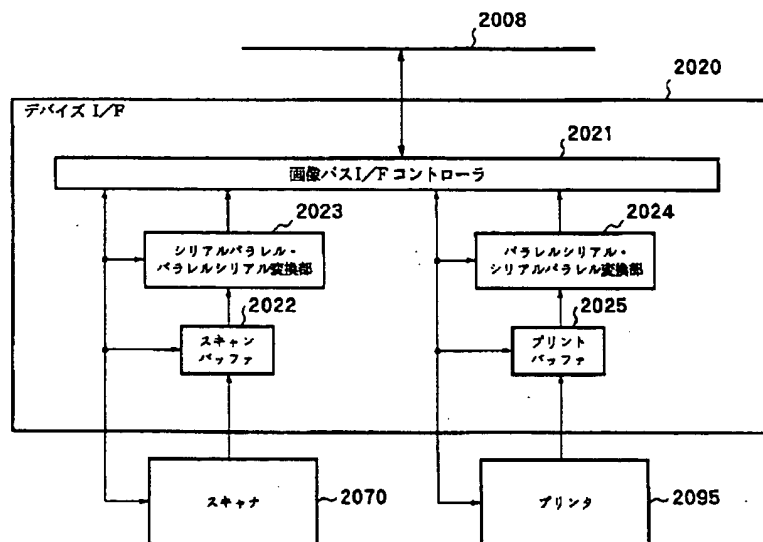 2008
2020
デバイズ I/F
2021
画像バスI/Fコントローラ
2023
2024
シリアルパラレル・
パラレルシリアル変換部
パラレルシリアル・
シリアルパラレル変換部
2022
2025
スキャン
バッファ
プリント
バッファ
スキャナ
2070
プリンタ
2095